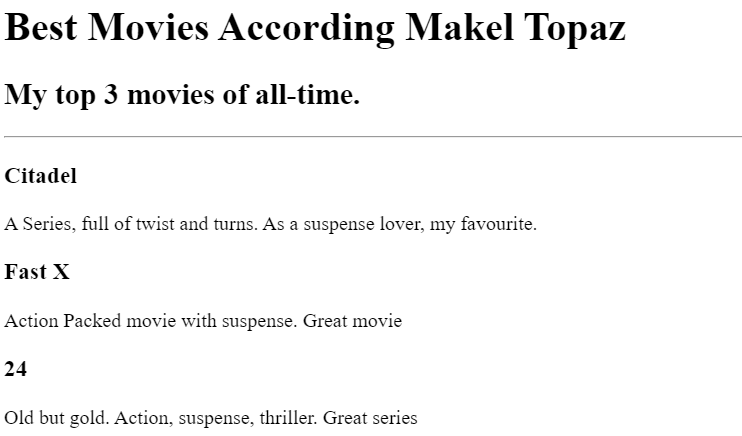 Best Movies According Makel Topaz
My top 3 movies of all-time.
Citadel
A Series, full of twist and turns. As a suspense lover, my favourite.
Fast X
Action Packed movie with suspense. Great movie
24
Old but gold. Action, suspense, thriller. Great series